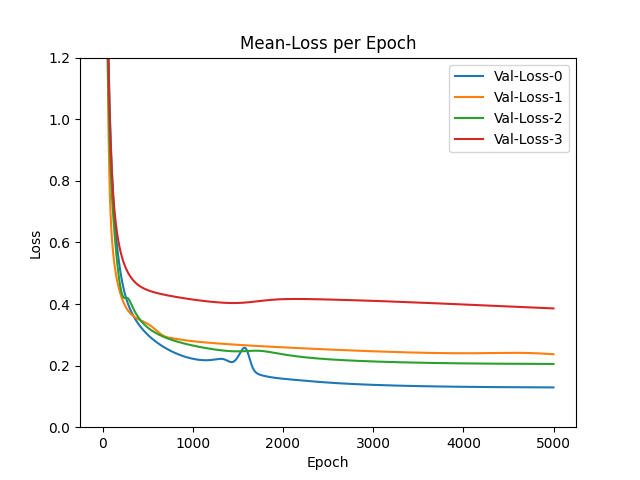 Mean-Loss per Epoch
Val-Loss-0
Val-Loss-1
Val-Loss-2
Val-Loss-3
Loss
1.2
1.0
0.8
0.6
0.4
0.2
0.0
0 1000 2000 3000 4000 5000
Epoch